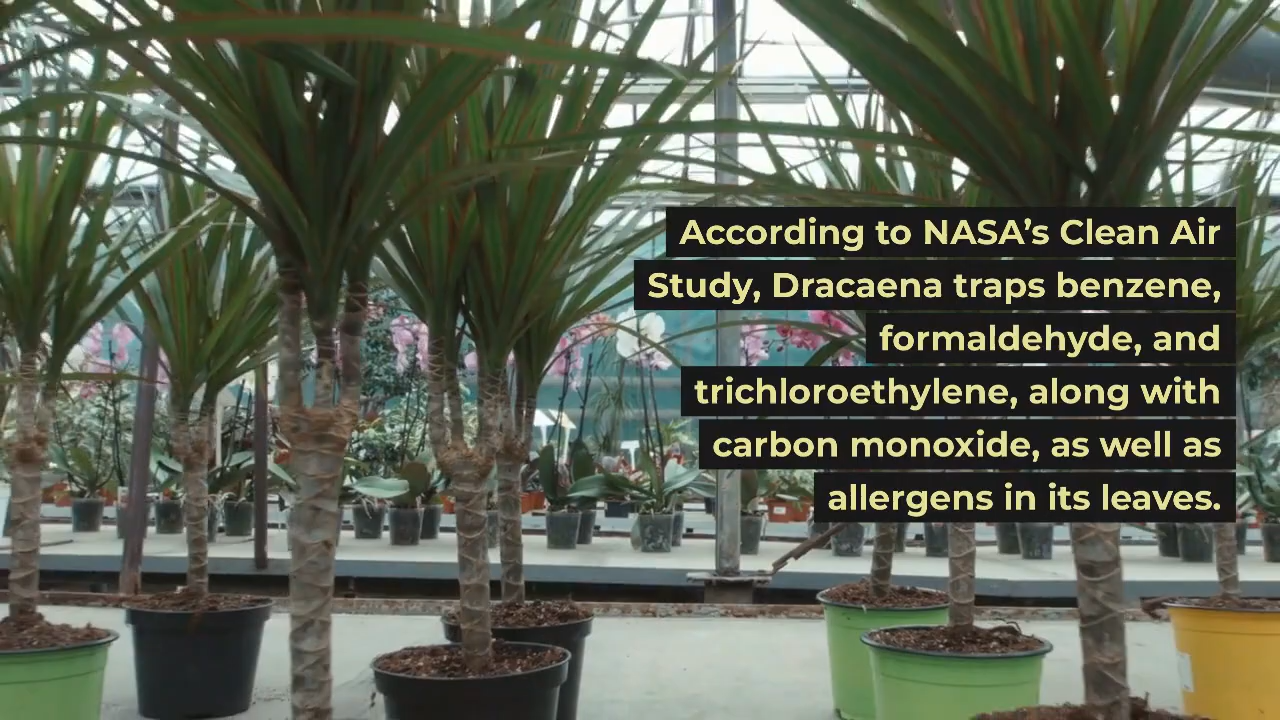 According to NASA’s Clean Air
Study, Dracaena traps benzene,
formaldehyde, and
trichloroethylene, along with
carbon monoxide, as well as
allergens in its leaves.